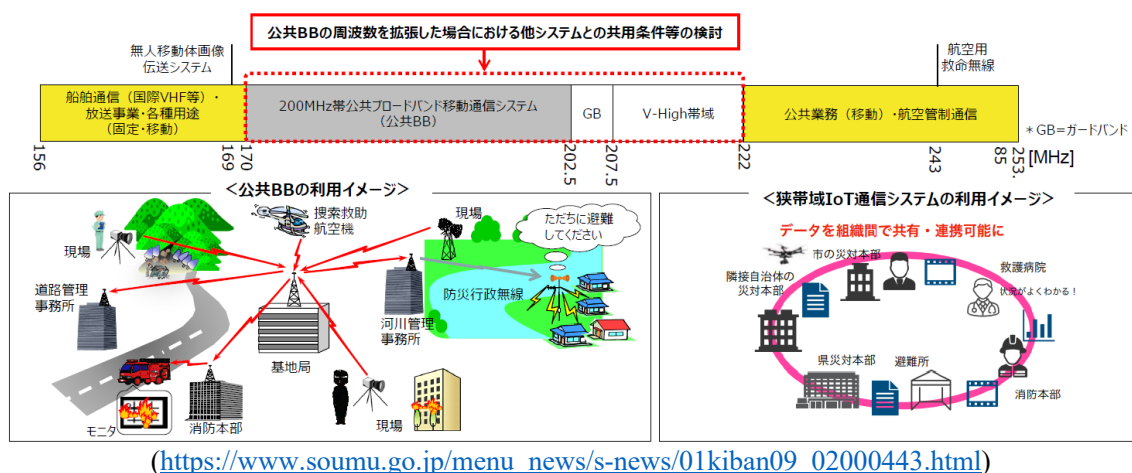 公共BBの周波数を拡張した場合における他システムとの共用条件等の検討
無人移動体画像
伝送システム
航空用
救命無線
船舶通信（国際VHF等）・
放送事業・各種用途
（固定・移動）
200MHz帯公共ブロードバンド移動通信システム
（公共BB）
GB
V-High帯域
公共業務（移動）・航空管制通信
＊GB=ガードバンド
156
169
170
202.5
207.5
222
243
253.
85
[MHz]
＜公共BBの利用イメージ＞
現場
捜索救助
航空機
現場
ただちに避難
してください
道路管理
事務所
防災行政無線
河川管理
事務所
基地局
モニタ
消防本部
現場
＜狭帯域IoT通信システムの利用イメージ＞
データを組織間で共有・連携可能に
市の災対本部
隣接自治体の
災対本部
救護病院
状況がよくわかる！
県災対本部
避難所
消防本部
(https://www.soumu.go.jp/menu_news/s-news/01kiban09_02000443.html)